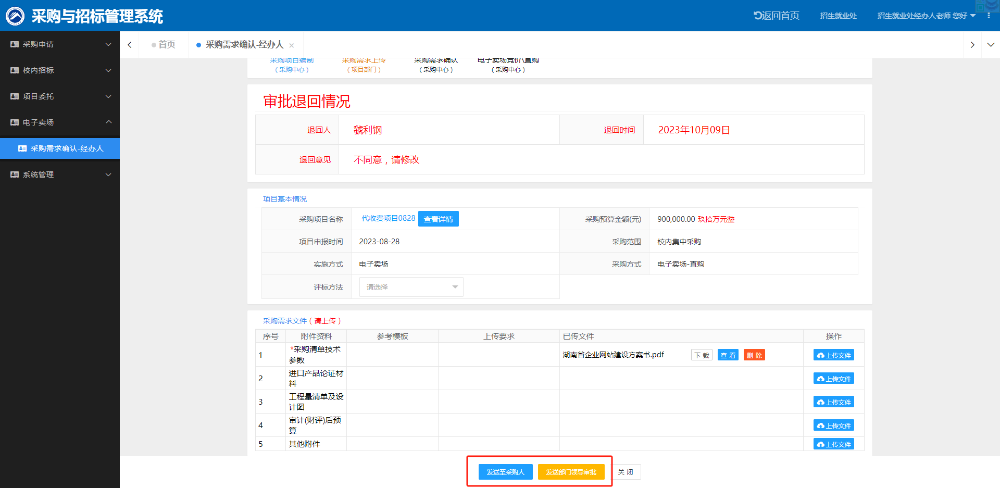 采购与招标管理系统
返回首页
招生就业处
招生就业处经办人老师 您好
采购申请
校内招标
项目委托
电子卖场
采购需求确认-经办人
系统管理
首页
采购需求确认-经办人
采购项目编制
采购需求上传
采购需求确认
电子卖场竞价\直购
（采购中心）
（项目部门）
（采购中心）
（采购中心）
审批退回情况
退回人
虢利钢
退回时间
2023年10月09日
退回意见
不同意，请修改
项目基本情况
采购项目名称
代收费项目0828
查看详情
采购预算金额(元)
900,000.00 玖拾万元整
项目申报时间
2023-08-28
采购范围
校内集中采购
实施方式
电子卖场
采购方式
电子卖场-直购
评标方法
请选择
采购需求文件（请上传）
序号
附件资料
参考模板
上传要求
已传文件
操作
1
*采购清单技术
参数
湖南省企业网站建设方案书.pdf
下 载
查 看
删 除
上传文件
2
进口产品论证材
料
上传文件
3
工程量清单及设
计图
上传文件
4
审计(财评)后预
算
上传文件
5
其他附件
上传文件
发送至采购人
发送部门领导审批
关 闭